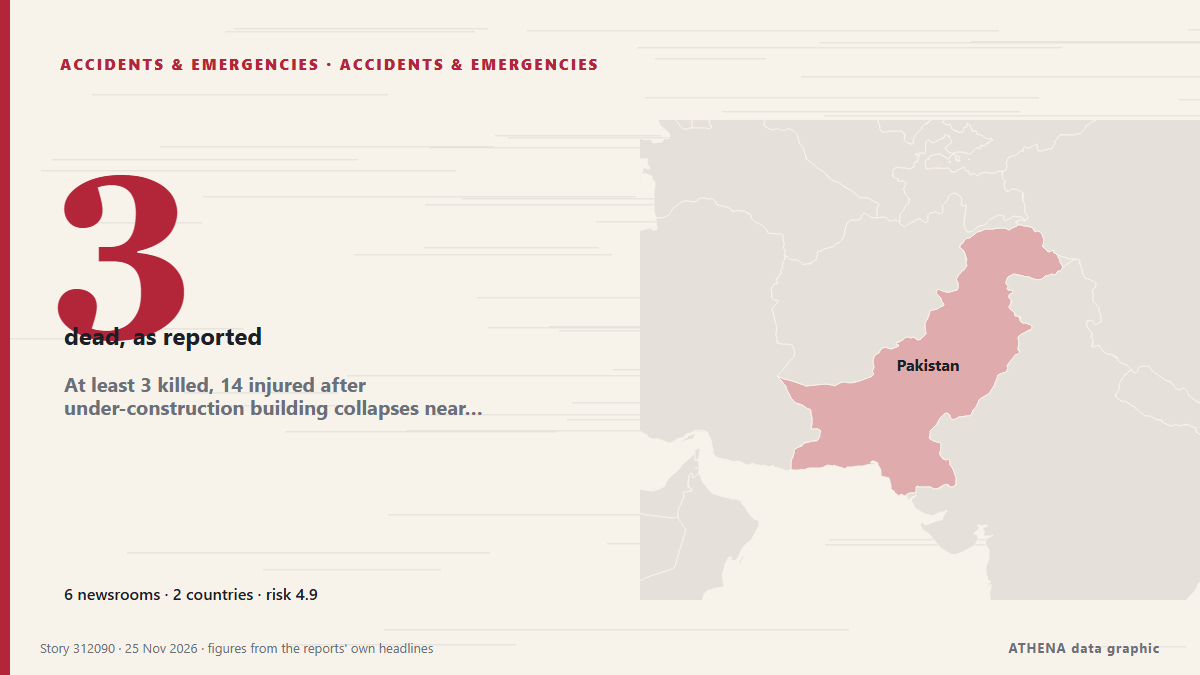 ACCIDENTS & EMERGENCIES · ACCIDENTS & EMERGENCIES
3
dead, as reported
At least 3 killed, 14 injured after
under-construction building collapses near…
Pakistan
6 newsrooms · 2 countries · risk 4.9
Story 312090 · 25 Nov 2026 · figures from the reports' own headlines
ATHENA data graphic